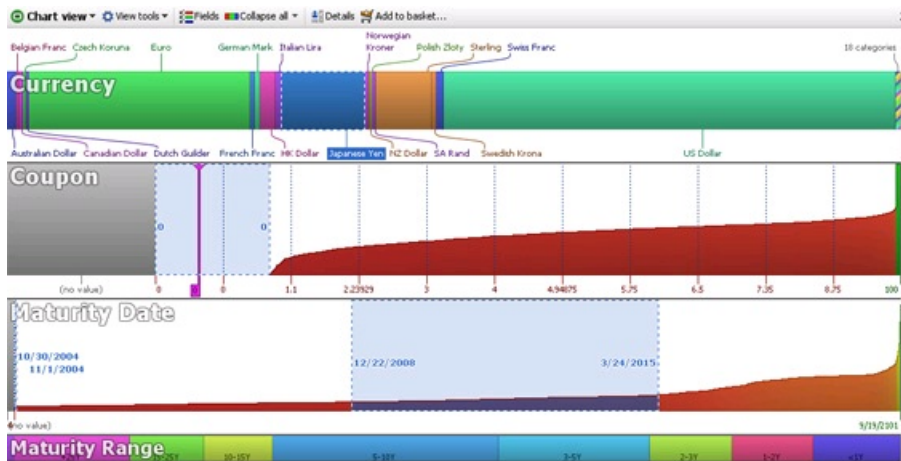 Chart view View tools Fields Collapse all Details Add to basket...
Norwegian
Belgian Franc Czech Koruna Euro German Mark Italian Lira Kroner Polish Zloty Sterling Swiss Franc 18 categories
Currency
Australian Dollar Canadian Dollar Dutch Guilder French Franc HK Dollar Japanese Yen NZ Dollar SA Rand Swedish Krona US Dollar
Coupon
0 0
(no value) 0 0 0 1.1 2.23929 3 4 4.94875 5.75 6.5 7.35 8.75 100
Maturity Date
10/30/2004
11/1/2004
12/22/2008 3/24/2015
(no value) 9/19/2101
Maturity Range
10-15Y 5-10Y 3-5Y 2-3Y 1-2Y <1Y